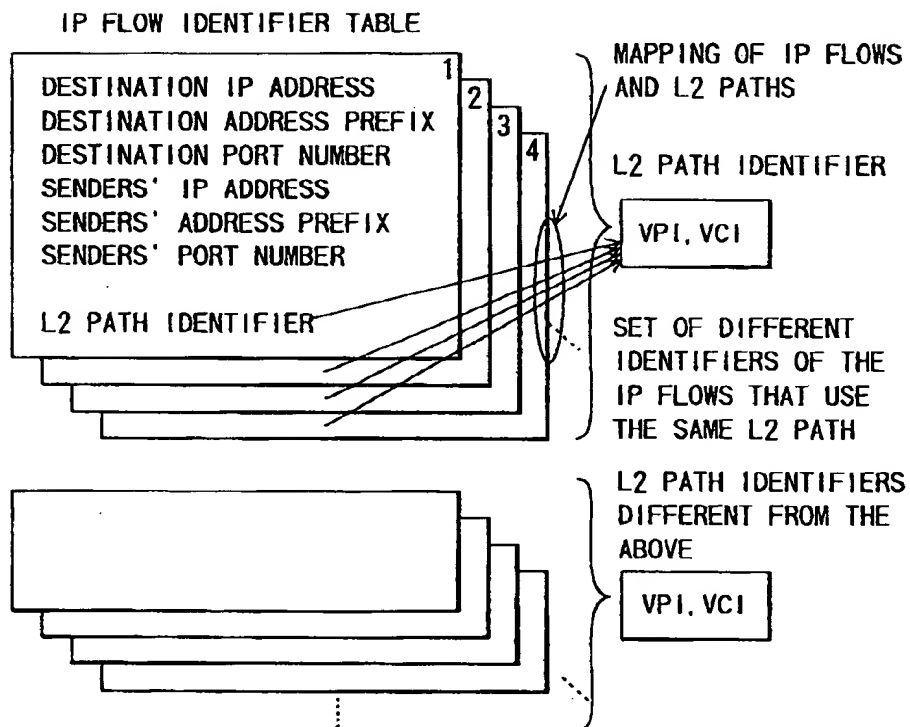 IP FLOW IDENTIFIER TABLE
1
DESTINATION IP ADDRESS
DESTINATION ADDRESS PREFIX
DESTINATION PORT NUMBER
SENDERS' IP ADDRESS
SENDERS' ADDRESS PREFIX
SENDERS' PORT NUMBER
L2 PATH IDENTIFIER
2
3
4
MAPPING OF IP FLOWS
AND L2 PATHS
L2 PATH IDENTIFIER
VPI, VCI
SET OF DIFFERENT
IDENTIFIERS OF THE
IP FLOWS THAT USE
THE SAME L2 PATH
L2 PATH IDENTIFIERS
DIFFERENT FROM THE
ABOVE
VPI, VCI